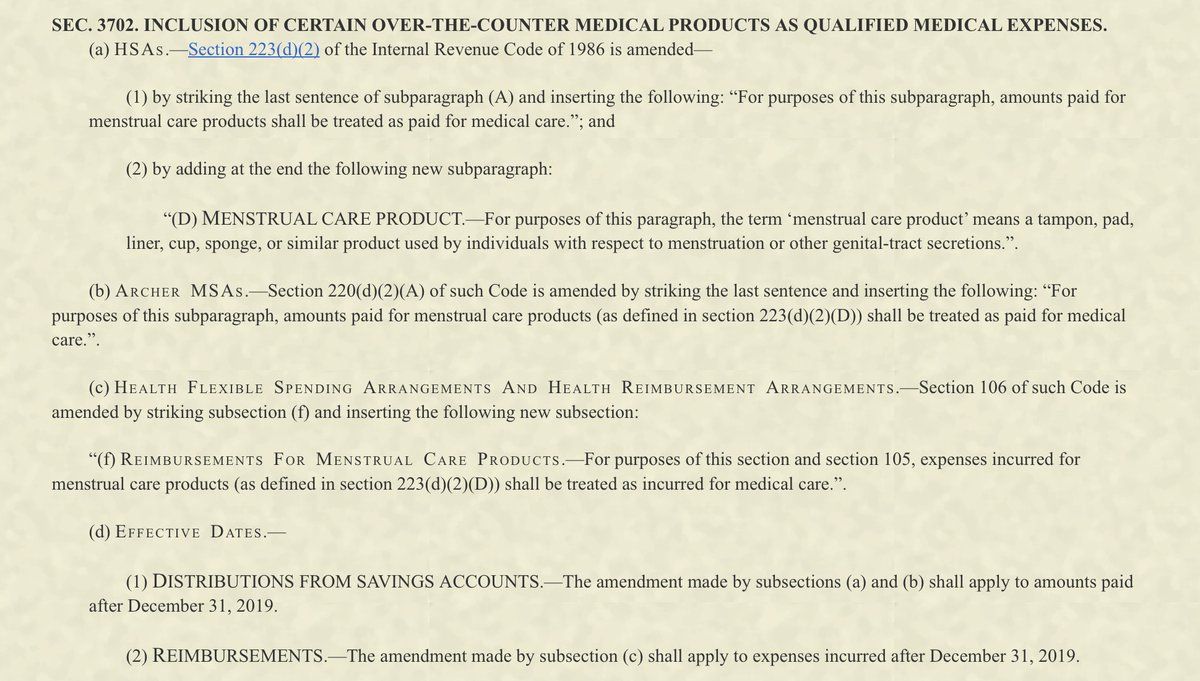 SEC. 3702. INCLUSION OF CERTAIN OVER-THE-COUNTER MEDICAL PRODUCTS AS QUALIFIED MEDICAL EXPENSES.
(a) HSAs.—Section 223(d)(2) of the Internal Revenue Code of 1986 is amended—
(1) by striking the last sentence of subparagraph (A) and inserting the following: “For purposes of this subparagraph, amounts paid for
menstrual care products shall be treated as paid for medical care.”; and
(2) by adding at the end the following new subparagraph:
“(D) MENSTRUAL CARE PRODUCT.—For purposes of this paragraph, the term ‘menstrual care product’ means a tampon, pad,
liner, cup, sponge, or similar product used by individuals with respect to menstruation or other genital-tract secretions.”.
(b) ARCHER MSAS.—Section 220(d)(2)(A) of such Code is amended by striking the last sentence and inserting the following: “For
purposes of this subparagraph, amounts paid for menstrual care products (as defined in section 223(d)(2)(D)) shall be treated as paid for medical
care.”.
(c) HEALTH FLEXIBLE SPENDING ARRANGEMENTS AND HEALTH REIMBURSEMENT ARRANGEMENTS.—Section 106 of such Code is
amended by striking subsection (f) and inserting the following new subsection:
“(f) REIMBURSEMENTS FOR MENSTRUAL CARE PRODUCTS.—For purposes of this section and section 105, expenses incurred for
menstrual care products (as defined in section 223(d)(2)(D)) shall be treated as incurred for medical care.”.
(d) EFFECTIVE DATES.—
(1) DISTRIBUTIONS FROM SAVINGS ACCOUNTS.—The amendment made by subsections (a) and (b) shall apply to amounts paid
after December 31, 2019.
(2) REIMBURSEMENTS.—The amendment made by subsection (c) shall apply to expenses incurred after December 31, 2019.